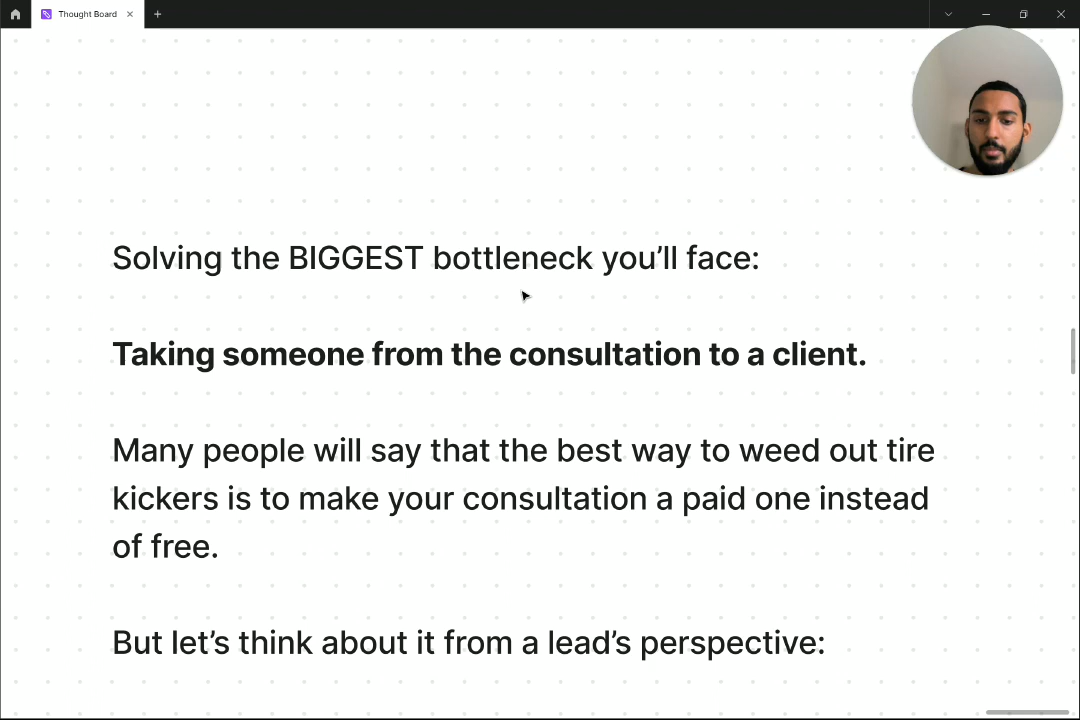 Thought Board
Solving the BIGGEST bottleneck you’ll face:
Taking someone from the consultation to a client.
Many people will say that the best way to weed out tire
kickers is to make your consultation a paid one instead
of free.
But let’s think about it from a lead’s perspective: